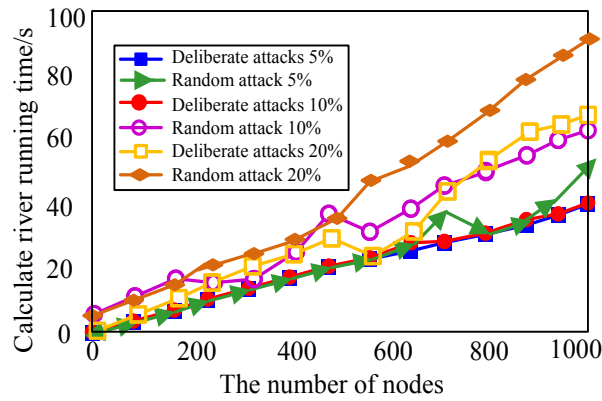 Calculate river running time/s
100
80
60
40
20
0
Deliberate attacks 5%
Random attack 5%
Deliberate attacks 10%
Random attack 10%
Deliberate attacks 20%
Random attack 20%
0 200 400 600 800 1000
The number of nodes